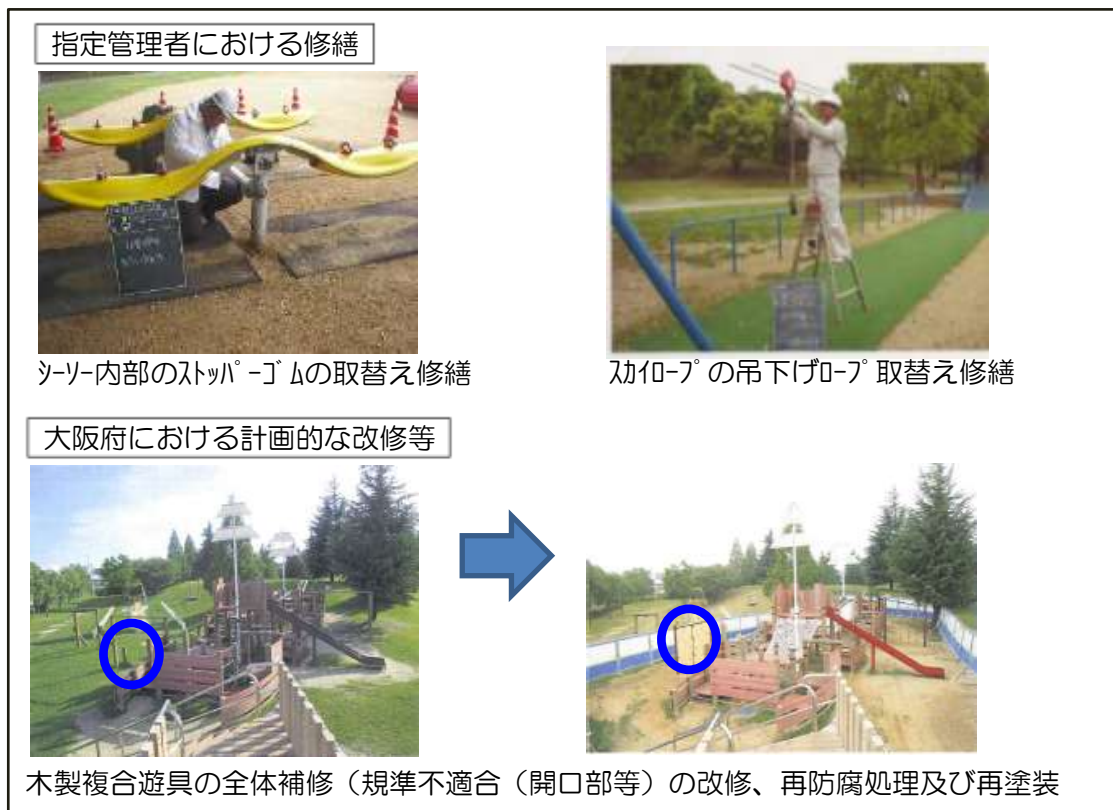 指定管理者における修繕
ｼｰｿｰ内部のｽﾄｯﾊﾟｰｺﾞﾑの取替え修繕
ｽｶｲﾛｰﾌﾟの吊下げﾛｰﾌﾟ取替え修繕
大阪府における計画的な改修等
木製複合遊具の全体補修（規準不適合（開口部等）の改修、再防腐処理及び再塗装